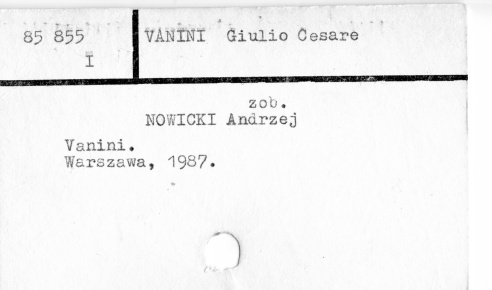 85 855 VANINI Giulio Cesare
I
zob.
NOWICKI Andrzej
Vanini.
Warszawa, 1987.